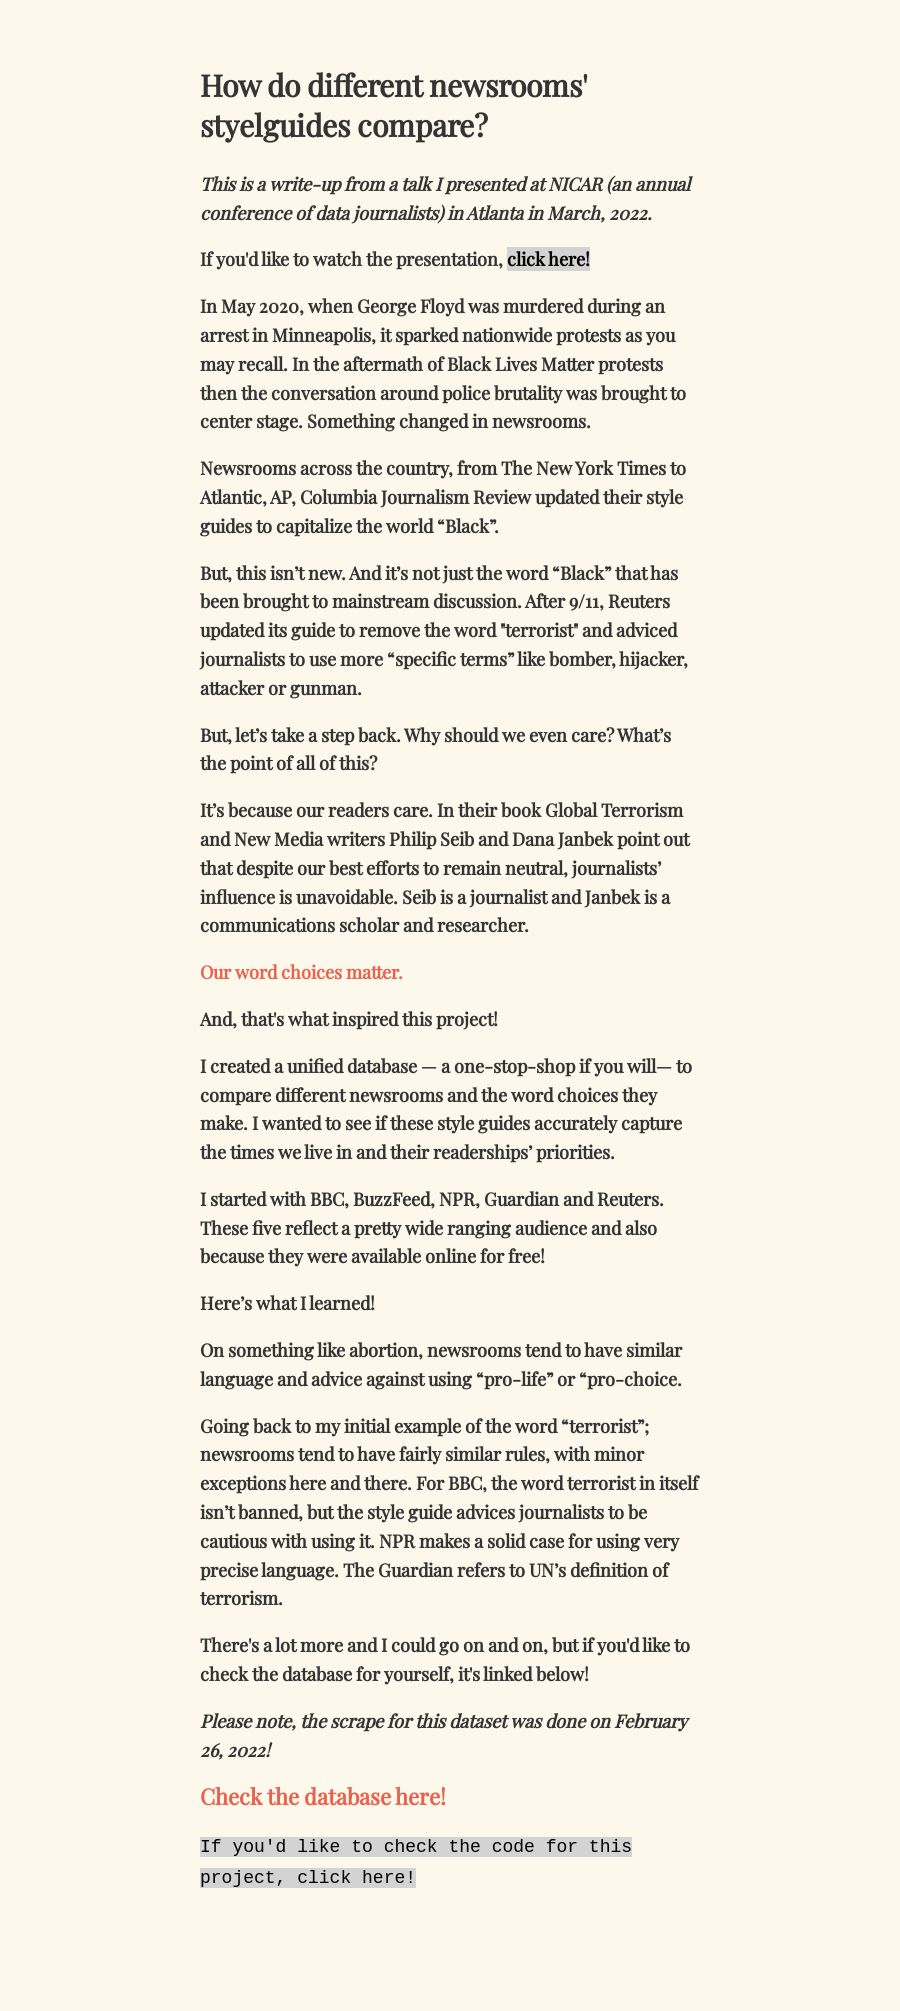 How do different newsrooms'
styelguides compare?
This is a write-up from a talk I presented at NICAR (an annual
conference of data journalists) in Atlanta in March, 2022.
If you'd like to watch the presentation, click here!
In May 2020, when George Floyd was murdered during an
arrest in Minneapolis, it sparked nationwide protests as you
may recall. In the aftermath of Black Lives Matter protests
then the conversation around police brutality was brought to
center stage. Something changed in newsrooms.
Newsrooms across the country, from The New York Times to
Atlantic, AP, Columbia Journalism Review updated their style
guides to capitalize the world “Black”.
But, this isn’t new. And it’s not just the word “Black” that has
been brought to mainstream discussion. After 9/11, Reuters
updated its guide to remove the word "terrorist" and adviced
journalists to use more “specific terms” like bomber, hijacker,
attacker or gunman.
But, let’s take a step back. Why should we even care? What’s
the point of all of this?
It’s because our readers care. In their book Global Terrorism
and New Media writers Philip Seib and Dana Janbek point out
that despite our best efforts to remain neutral, journalists’
influence is unavoidable. Seib is a journalist and Janbek is a
communications scholar and researcher.
Our word choices matter.
And, that's what inspired this project!
I created a unified database — a one-stop-shop if you will— to
compare different newsrooms and the word choices they
make. I wanted to see if these style guides accurately capture
the times we live in and their readerships’ priorities.
I started with BBC, BuzzFeed, NPR, Guardian and Reuters.
These five reflect a pretty wide ranging audience and also
because they were available online for free!
Here’s what I learned!
On something like abortion, newsrooms tend to have similar
language and advice against using “pro-life” or “pro-choice.
Going back to my initial example of the word “terrorist”;
newsrooms tend to have fairly similar rules, with minor
exceptions here and there. For BBC, the word terrorist in itself
isn’t banned, but the style guide advices journalists to be
cautious with using it. NPR makes a solid case for using very
precise language. The Guardian refers to UN’s definition of
terrorism.
There's a lot more and I could go on and on, but if you'd like to
check the database for yourself, it's linked below!
Please note, the scrape for this dataset was done on February
26, 2022!
Check the database here!
If you'd like to check the code for this
project, click here!